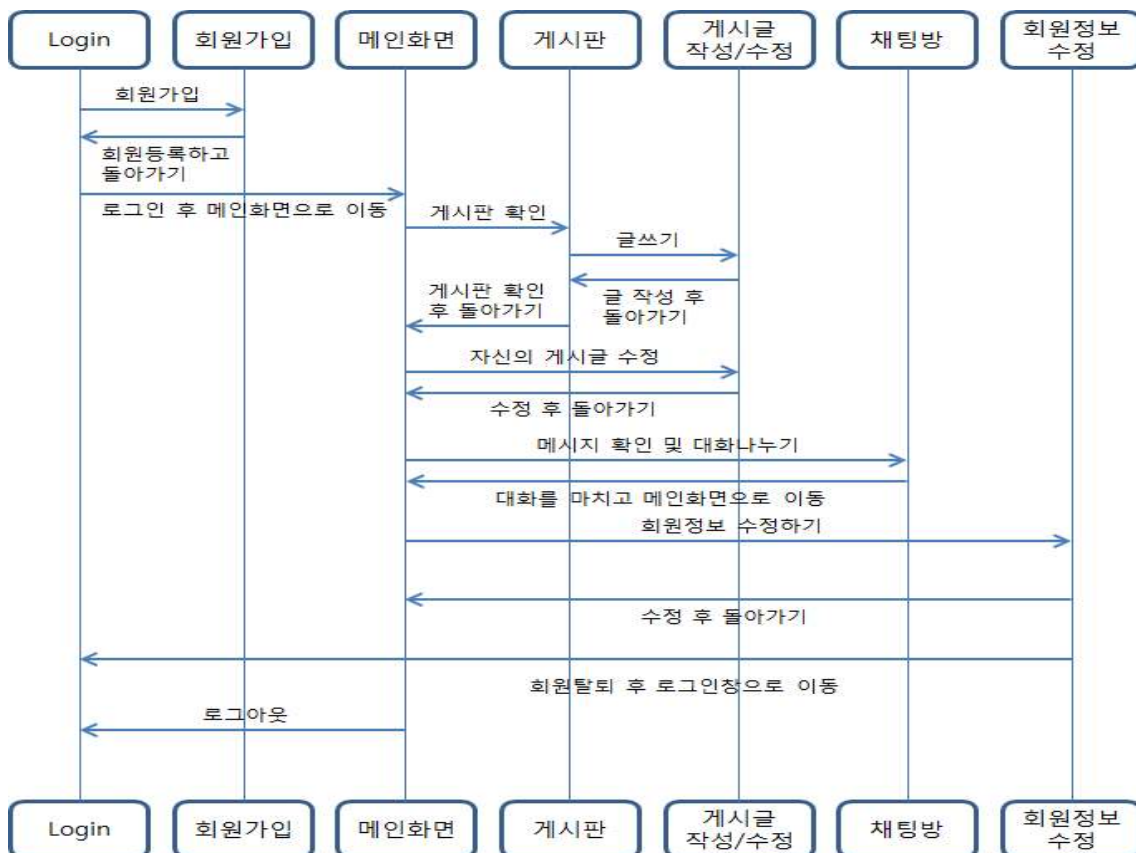 Login
회원가입
메인화면
게시판
게시글
작성/수정
채팅방
회원정보
수정
회원가입
회원등록하고
돌아가기
로그인 후 메인화면으로 이동
게시판 확인
글쓰기
게시판 확인
후 돌아가기
글 작성 후
돌아가기
자신의 게시글 수정
수정 후 돌아가기
메시지 확인 및 대화나누기
대화를 마치고 메인화면으로 이동
회원정보 수정하기
수정 후 돌아가기
회원탈퇴 후 로그인창으로 이동
로그아웃
Login
회원가입
메인화면
게시판
게시글
작성/수정
채팅방
회원정보
수정